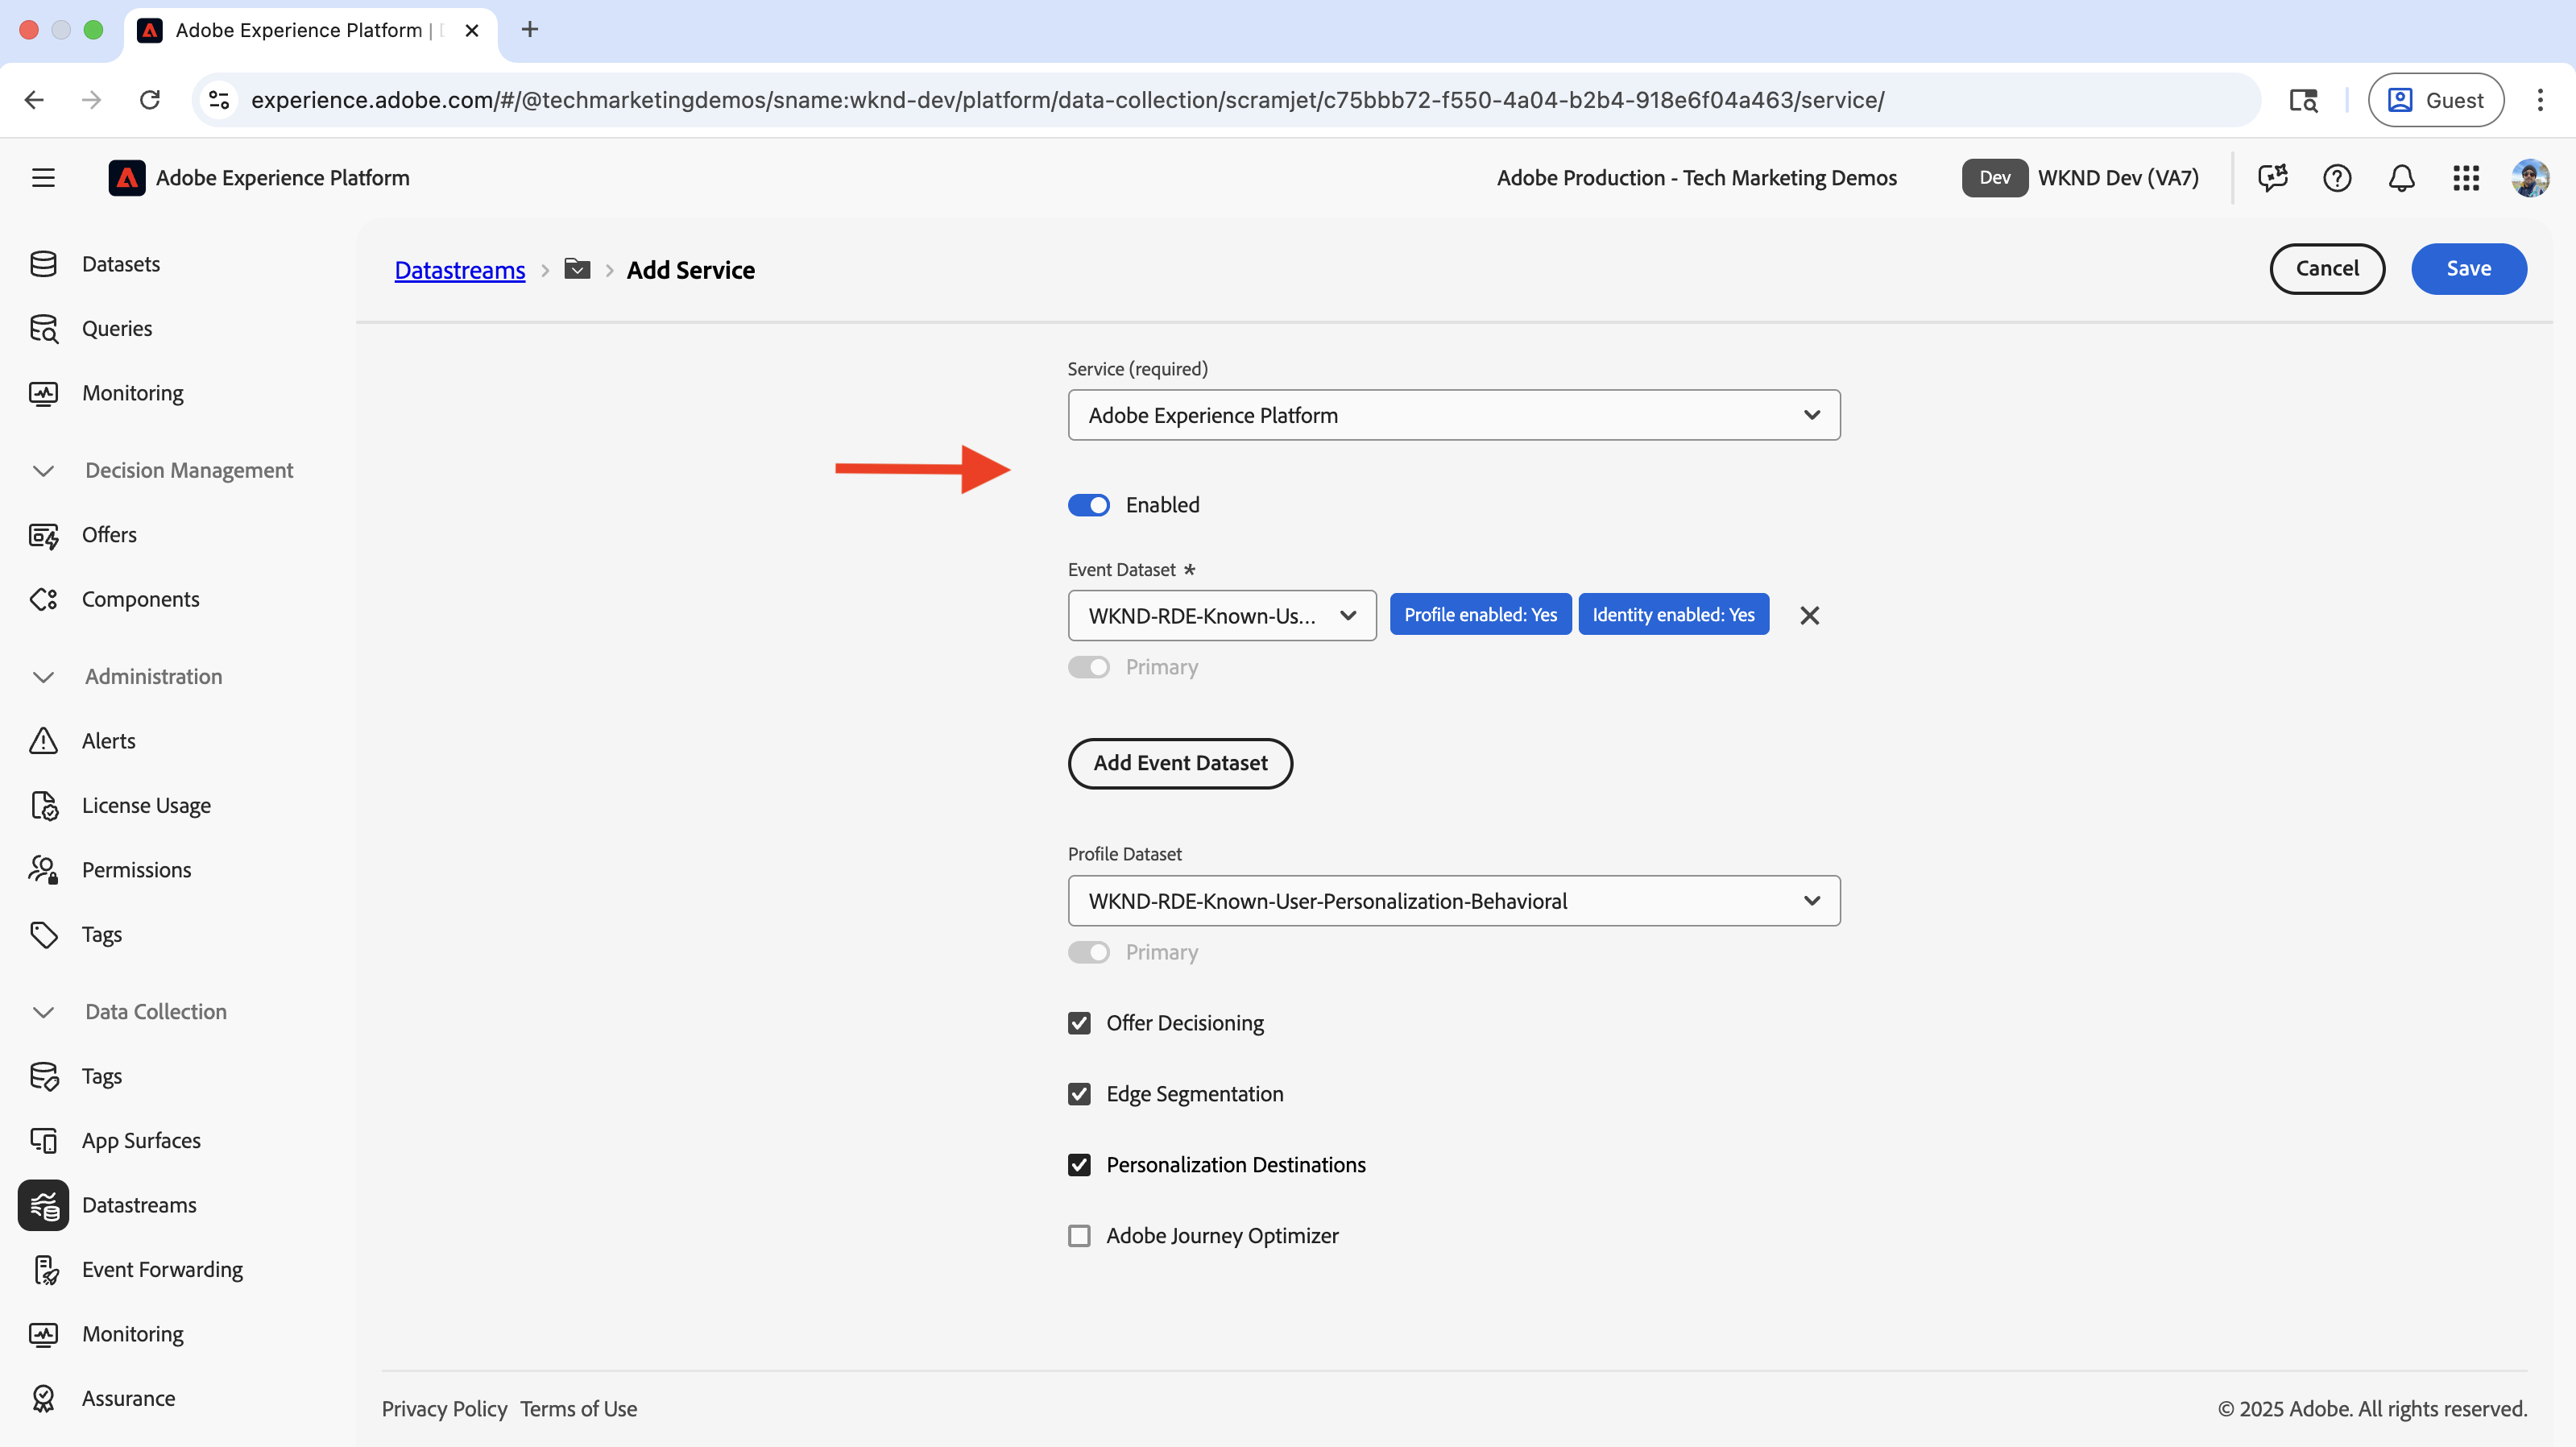 Adobe Experience Platform |
experience.adobe.com/#/@techmarketingdemos/sname:wknd-dev/platform/data-collection/scramjet/c75bbb72-f550-4a04-b2b4-918e6f04a463/service/
Guest
Adobe Experience Platform
Adobe Production - Tech Marketing Demos
Dev
WKND Dev (VA7)
Datasets
Queries
Monitoring
Decision Management
Offers
Components
Administration
Alerts
License Usage
Permissions
Tags
Data Collection
Tags
App Surfaces
Datastreams
Event Forwarding
Monitoring
Assurance
Datastreams
Add Service
Cancel
Save
Service (required)
Adobe Experience Platform
Enabled
Event Dataset *
WKND-RDE-Known-Us...
Profile enabled: Yes
Identity enabled: Yes
Primary
Add Event Dataset
Profile Dataset
WKND-RDE-Known-User-Personalization-Behavioral
Primary
Offer Decisioning
Edge Segmentation
Personalization Destinations
Adobe Journey Optimizer
Privacy Policy
Terms of Use
© 2025 Adobe. All rights reserved.